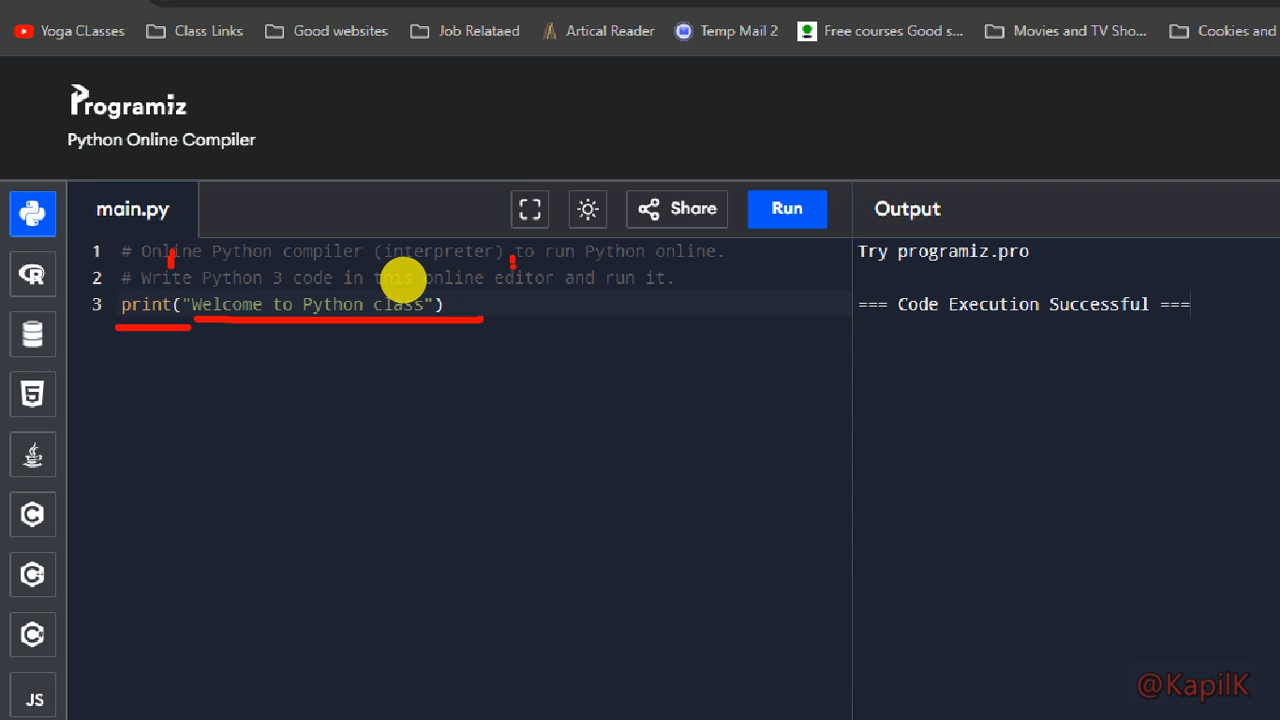 Yoga CLasses
Class Links
Good websites
Job Relataed
Artical Reader
Temp Mail 2
Free courses Good s...
Movies and TV Sho...
Cookies and
Programiz
Python Online Compiler
main.py
Share
Run
Output
1 # Online Python compiler (interpreter) to run Python online.
2 # Write Python 3 code in this online editor and run it.
3 print("Welcome to Python class")
Try programiz.pro
=== Code Execution Successful ===
R
5
C
C
C
JS
@KapilK